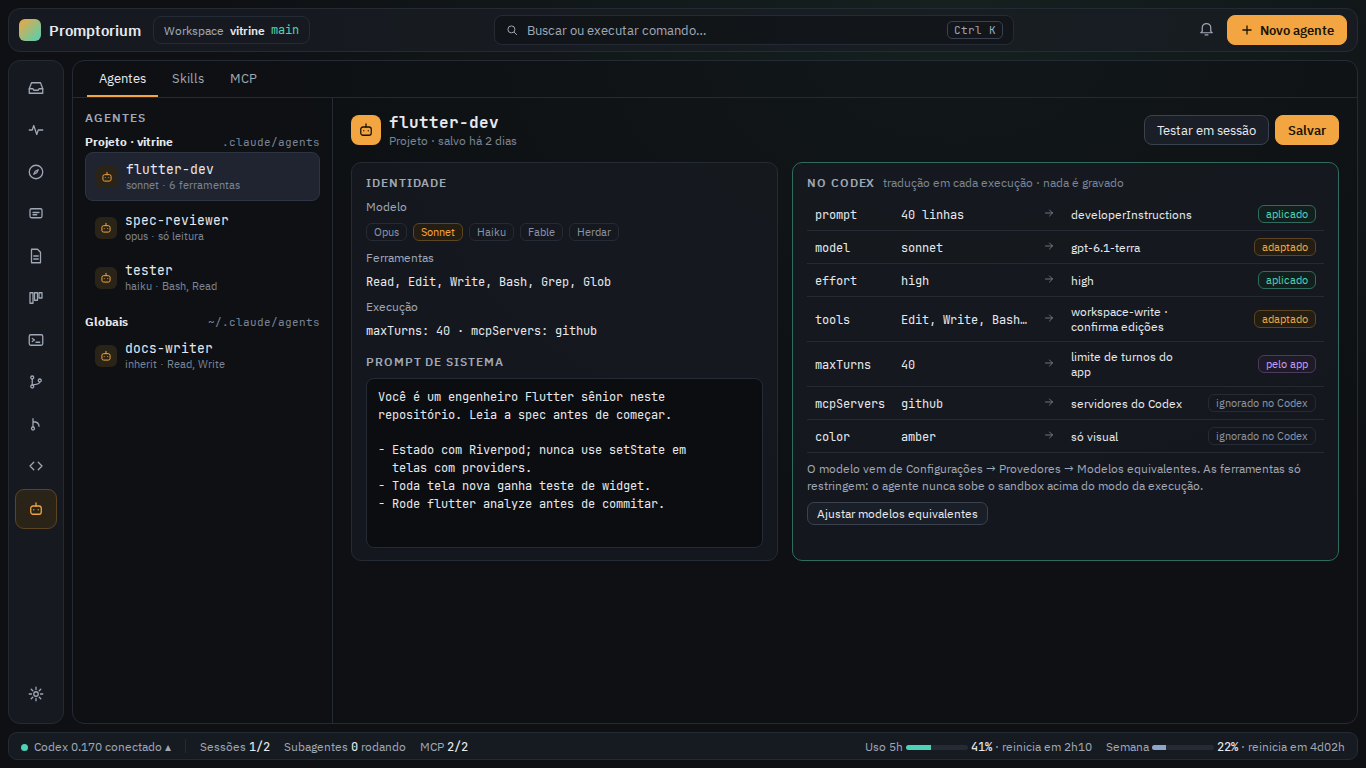 Promptorium
Workspace vitrine main
Buscar ou executar comando…
Ctrl K
Novo agente
Agentes
Skills
MCP
AGENTES
Projeto · vitrine
.claude/agents
flutter-dev
sonnet · 6 ferramentas
spec-reviewer
opus · só leitura
tester
haiku · Bash, Read
Globais
~/.claude/agents
docs-writer
inherit · Read, Write
flutter-dev
Projeto · salvo há 2 dias
Testar em sessão
Salvar
IDENTIDADE
Modelo
Opus
Sonnet
Haiku
Fable
Herdar
Ferramentas
Read, Edit, Write, Bash, Grep, Glob
Execução
maxTurns: 40 · mcpServers: github
PROMPT DE SISTEMA
Você é um engenheiro Flutter sênior neste
repositório. Leia a spec antes de começar.
- Estado com Riverpod; nunca use setState em
telas com providers.
- Toda tela nova ganha teste de widget.
- Rode flutter analyze antes de commitar.
NO CODEX tradução em cada execução · nada é gravado
prompt 40 linhas → developerInstructions aplicado
model sonnet → gpt-6.1-terra adaptado
effort high → high aplicado
tools Edit, Write, Bash… → workspace-write ·
confirma edições adaptado
maxTurns 40 → limite de turnos do
app pelo app
mcpServers github → servidores do Codex ignorado no Codex
color amber → só visual ignorado no Codex
O modelo vem de Configurações → Provedores → Modelos equivalentes. As ferramentas só
restringem: o agente nunca sobe o sandbox acima do modo da execução.
Ajustar modelos equivalentes
Codex 0.170 conectado ▴
Sessões 1/2
Subagentes 0 rodando
MCP 2/2
Uso 5h 41% · reinicia em 2h10
Semana 22% · reinicia em 4d02h